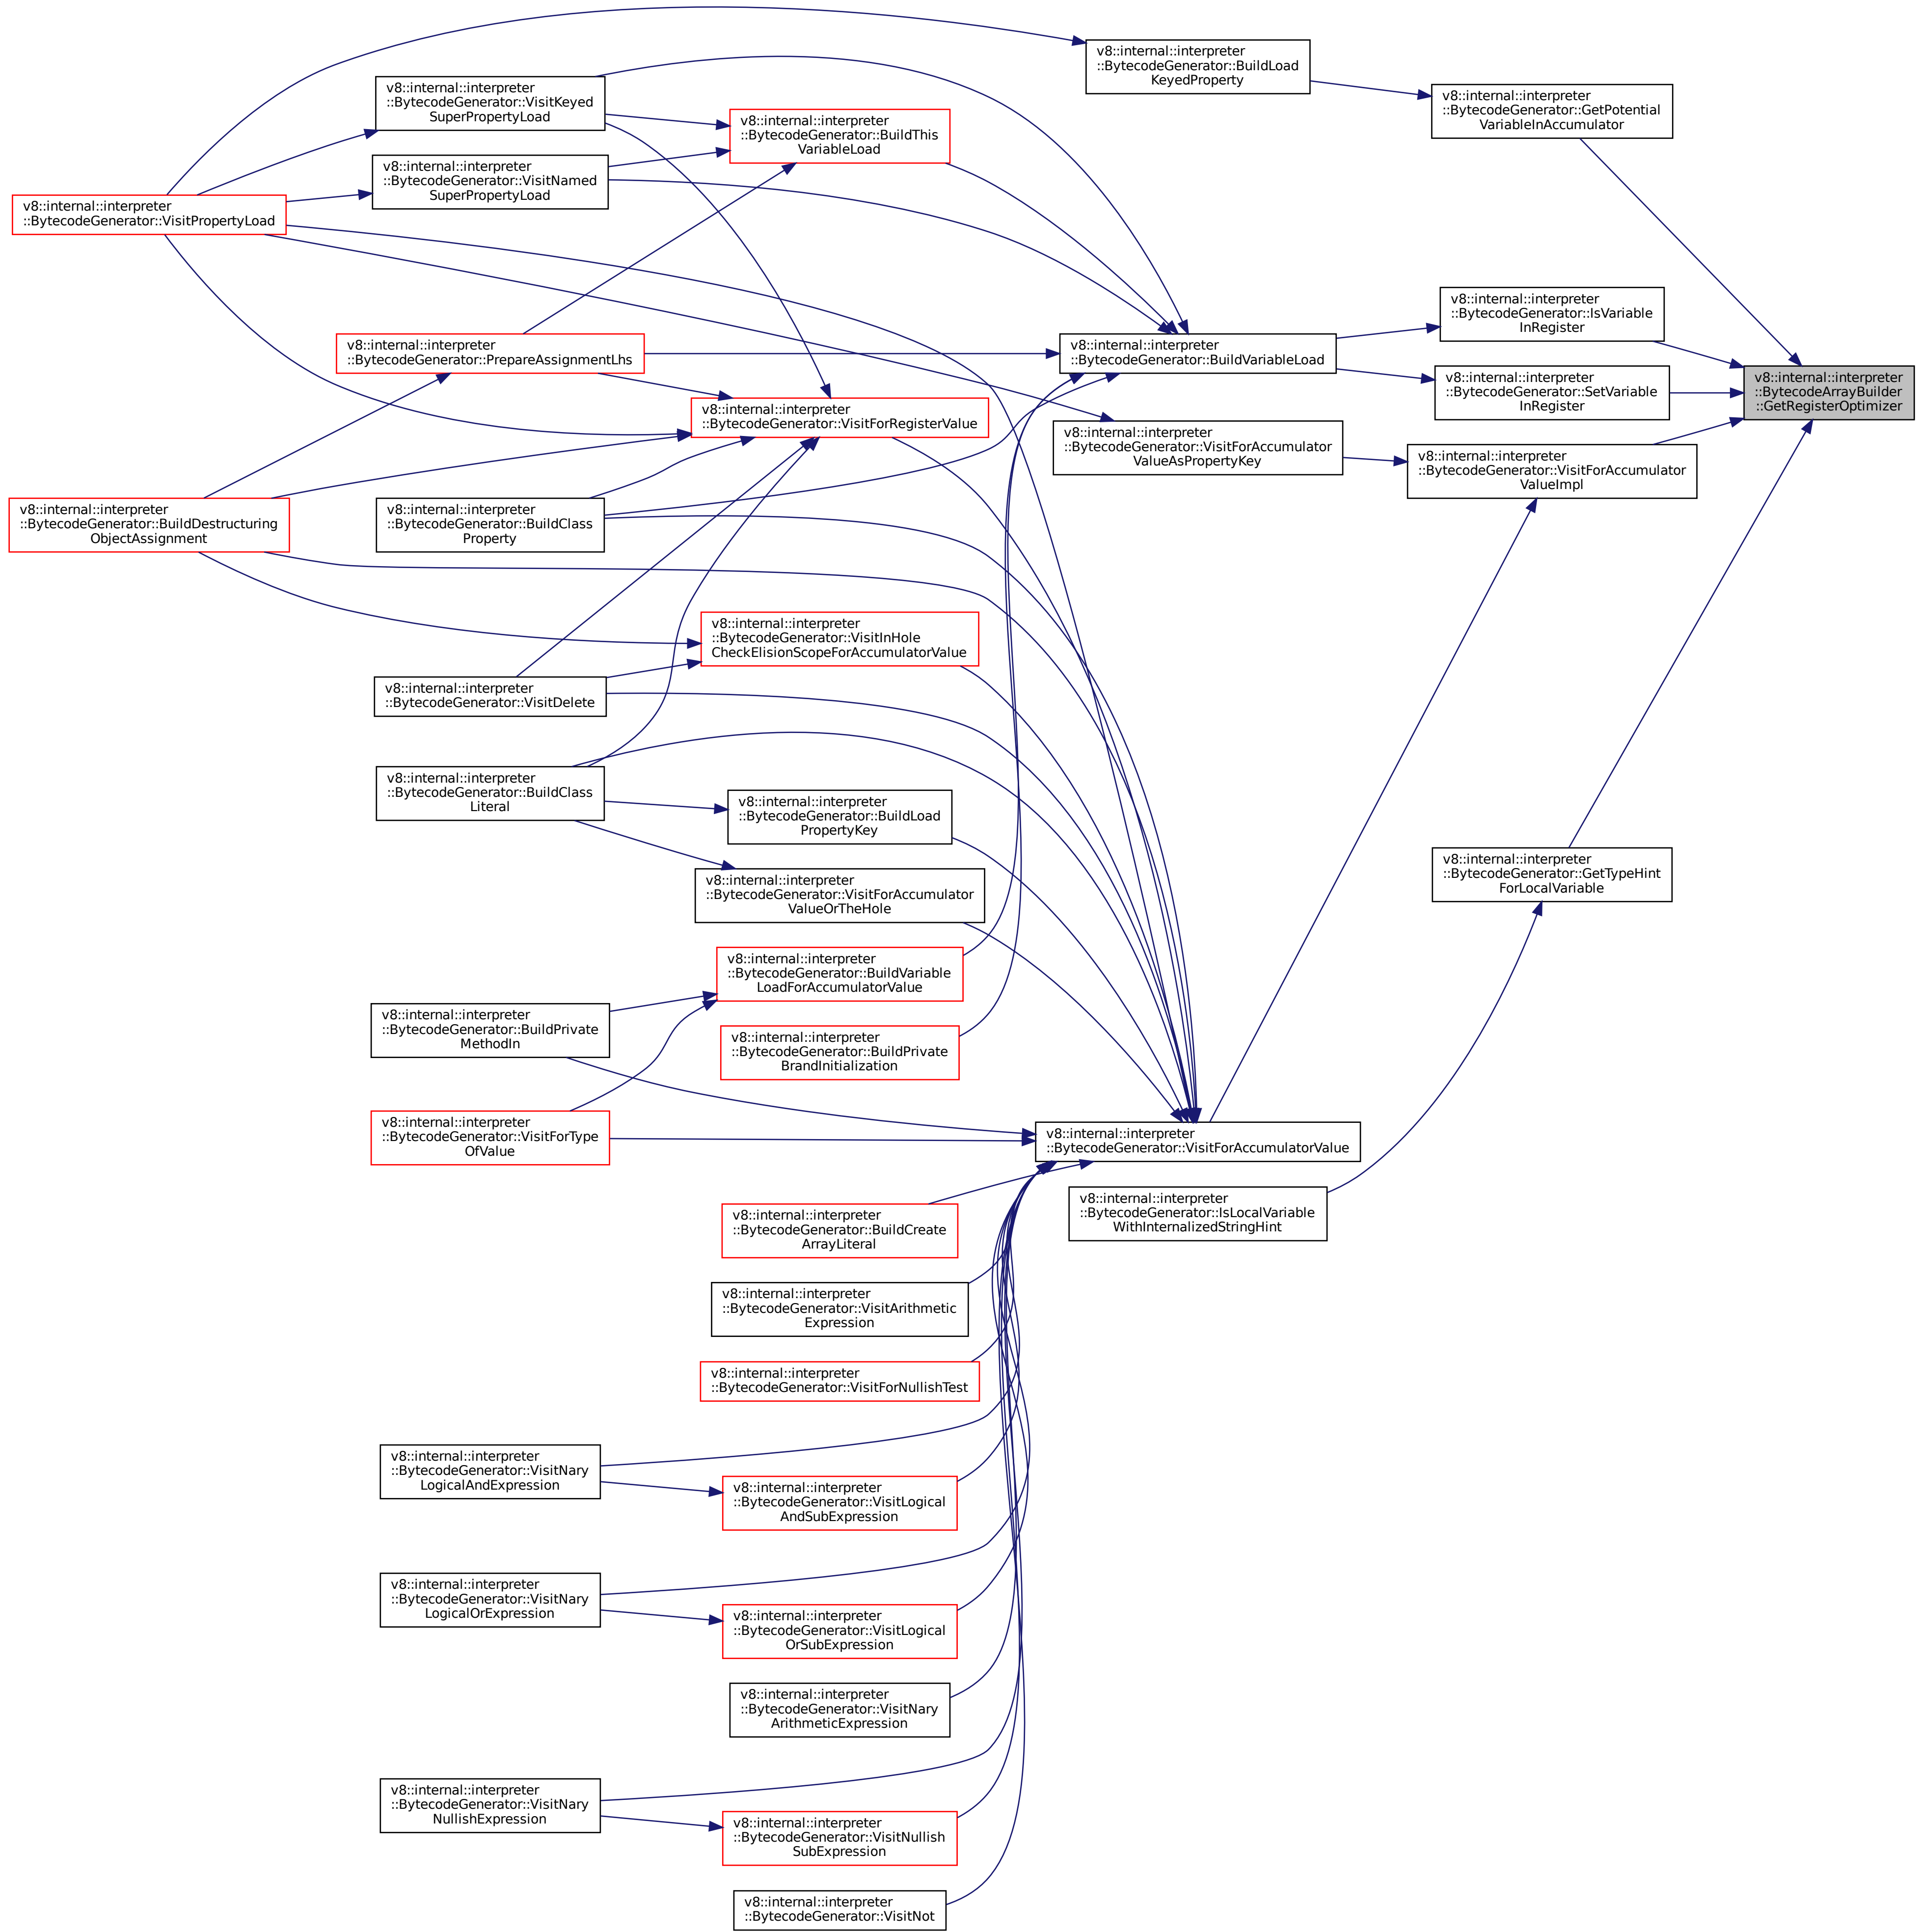 v8::internal::interpreter
::BytecodeGenerator::BuildLoad
KeyedProperty
v8::internal::interpreter
::BytecodeGenerator::VisitKeyed
SuperPropertyLoad
v8::internal::interpreter
::BytecodeGenerator::GetPotential
VariableInAccumulator
v8::internal::interpreter
::BytecodeGenerator::BuildThis
VariableLoad
v8::internal::interpreter
::BytecodeGenerator::VisitNamed
SuperPropertyLoad
v8::internal::interpreter
::BytecodeGenerator::VisitPropertyLoad
v8::internal::interpreter
::BytecodeGenerator::IsVariable
InRegister
v8::internal::interpreter
::BytecodeGenerator::PrepareAssignmentLhs
v8::internal::interpreter
::BytecodeGenerator::BuildVariableLoad
v8::internal::interpreter
::BytecodeGenerator::SetVariable
InRegister
v8::internal::interpreter
::BytecodeArrayBuilder
::GetRegisterOptimizer
v8::internal::interpreter
::BytecodeGenerator::VisitForRegisterValue
v8::internal::interpreter
::BytecodeGenerator::VisitForAccumulator
ValueAsPropertyKey
v8::internal::interpreter
::BytecodeGenerator::VisitForAccumulator
ValueImpl
v8::internal::interpreter
::BytecodeGenerator::BuildDestructuring
ObjectAssignment
v8::internal::interpreter
::BytecodeGenerator::BuildClass
Property
v8::internal::interpreter
::BytecodeGenerator::VisitInHole
CheckElisionScopeForAccumulatorValue
v8::internal::interpreter
::BytecodeGenerator::VisitDelete
v8::internal::interpreter
::BytecodeGenerator::BuildClass
Literal
v8::internal::interpreter
::BytecodeGenerator::BuildLoad
PropertyKey
v8::internal::interpreter
::BytecodeGenerator::GetTypeHint
ForLocalVariable
v8::internal::interpreter
::BytecodeGenerator::VisitForAccumulator
ValueOrTheHole
v8::internal::interpreter
::BytecodeGenerator::BuildVariable
LoadForAccumulatorValue
v8::internal::interpreter
::BytecodeGenerator::BuildPrivate
MethodIn
v8::internal::interpreter
::BytecodeGenerator::BuildPrivate
BrandInitialization
v8::internal::interpreter
::BytecodeGenerator::VisitForType
OfValue
v8::internal::interpreter
::BytecodeGenerator::VisitForAccumulatorValue
v8::internal::interpreter
::BytecodeGenerator::IsLocalVariable
WithInternalizedStringHint
v8::internal::interpreter
::BytecodeGenerator::BuildCreate
ArrayLiteral
v8::internal::interpreter
::BytecodeGenerator::VisitArithmetic
Expression
v8::internal::interpreter
::BytecodeGenerator::VisitForNullishTest
v8::internal::interpreter
::BytecodeGenerator::VisitNary
LogicalAndExpression
v8::internal::interpreter
::BytecodeGenerator::VisitLogical
AndSubExpression
v8::internal::interpreter
::BytecodeGenerator::VisitNary
LogicalOrExpression
v8::internal::interpreter
::BytecodeGenerator::VisitLogical
OrSubExpression
v8::internal::interpreter
::BytecodeGenerator::VisitNary
ArithmeticExpression
v8::internal::interpreter
::BytecodeGenerator::VisitNary
NullishExpression
v8::internal::interpreter
::BytecodeGenerator::VisitNullish
SubExpression
v8::internal::interpreter
::BytecodeGenerator::VisitNot